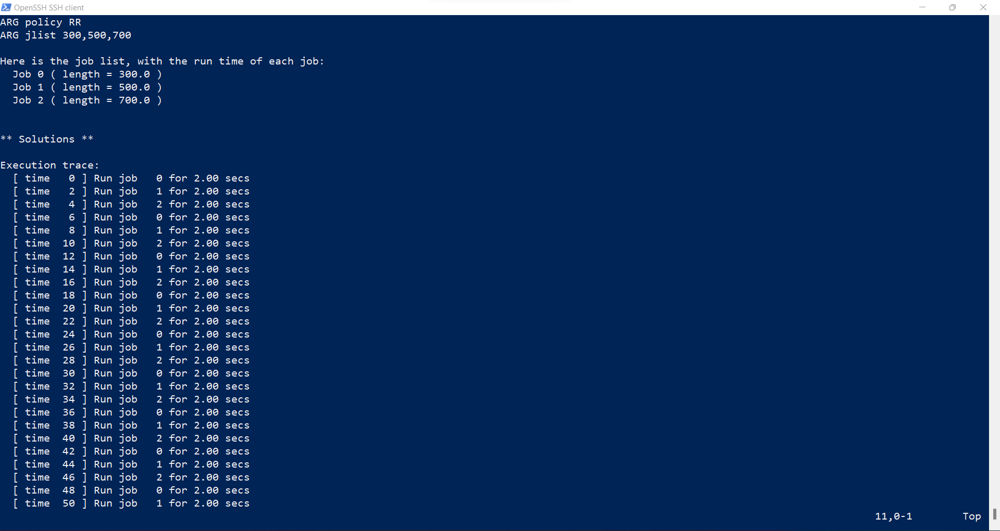 OpenSSH SSH client
ARG policy RR
ARG jlist 300,500,700
Here is the job list, with the run time of each job:
  Job 0 ( length = 300.0 )
  Job 1 ( length = 500.0 )
  Job 2 ( length = 700.0 )
** Solutions **
Execution trace:
  [ time   0 ] Run job   0 for 2.00 secs
  [ time   2 ] Run job   1 for 2.00 secs
  [ time   4 ] Run job   2 for 2.00 secs
  [ time   6 ] Run job   0 for 2.00 secs
  [ time   8 ] Run job   1 for 2.00 secs
  [ time  10 ] Run job   2 for 2.00 secs
  [ time  12 ] Run job   0 for 2.00 secs
  [ time  14 ] Run job   1 for 2.00 secs
  [ time  16 ] Run job   2 for 2.00 secs
  [ time  18 ] Run job   0 for 2.00 secs
  [ time  20 ] Run job   1 for 2.00 secs
  [ time  22 ] Run job   2 for 2.00 secs
  [ time  24 ] Run job   0 for 2.00 secs
  [ time  26 ] Run job   1 for 2.00 secs
  [ time  28 ] Run job   2 for 2.00 secs
  [ time  30 ] Run job   0 for 2.00 secs
  [ time  32 ] Run job   1 for 2.00 secs
  [ time  34 ] Run job   2 for 2.00 secs
  [ time  36 ] Run job   0 for 2.00 secs
  [ time  38 ] Run job   1 for 2.00 secs
  [ time  40 ] Run job   2 for 2.00 secs
  [ time  42 ] Run job   0 for 2.00 secs
  [ time  44 ] Run job   1 for 2.00 secs
  [ time  46 ] Run job   2 for 2.00 secs
  [ time  48 ] Run job   0 for 2.00 secs
  [ time  50 ] Run job   1 for 2.00 secs
11,0-1 Top